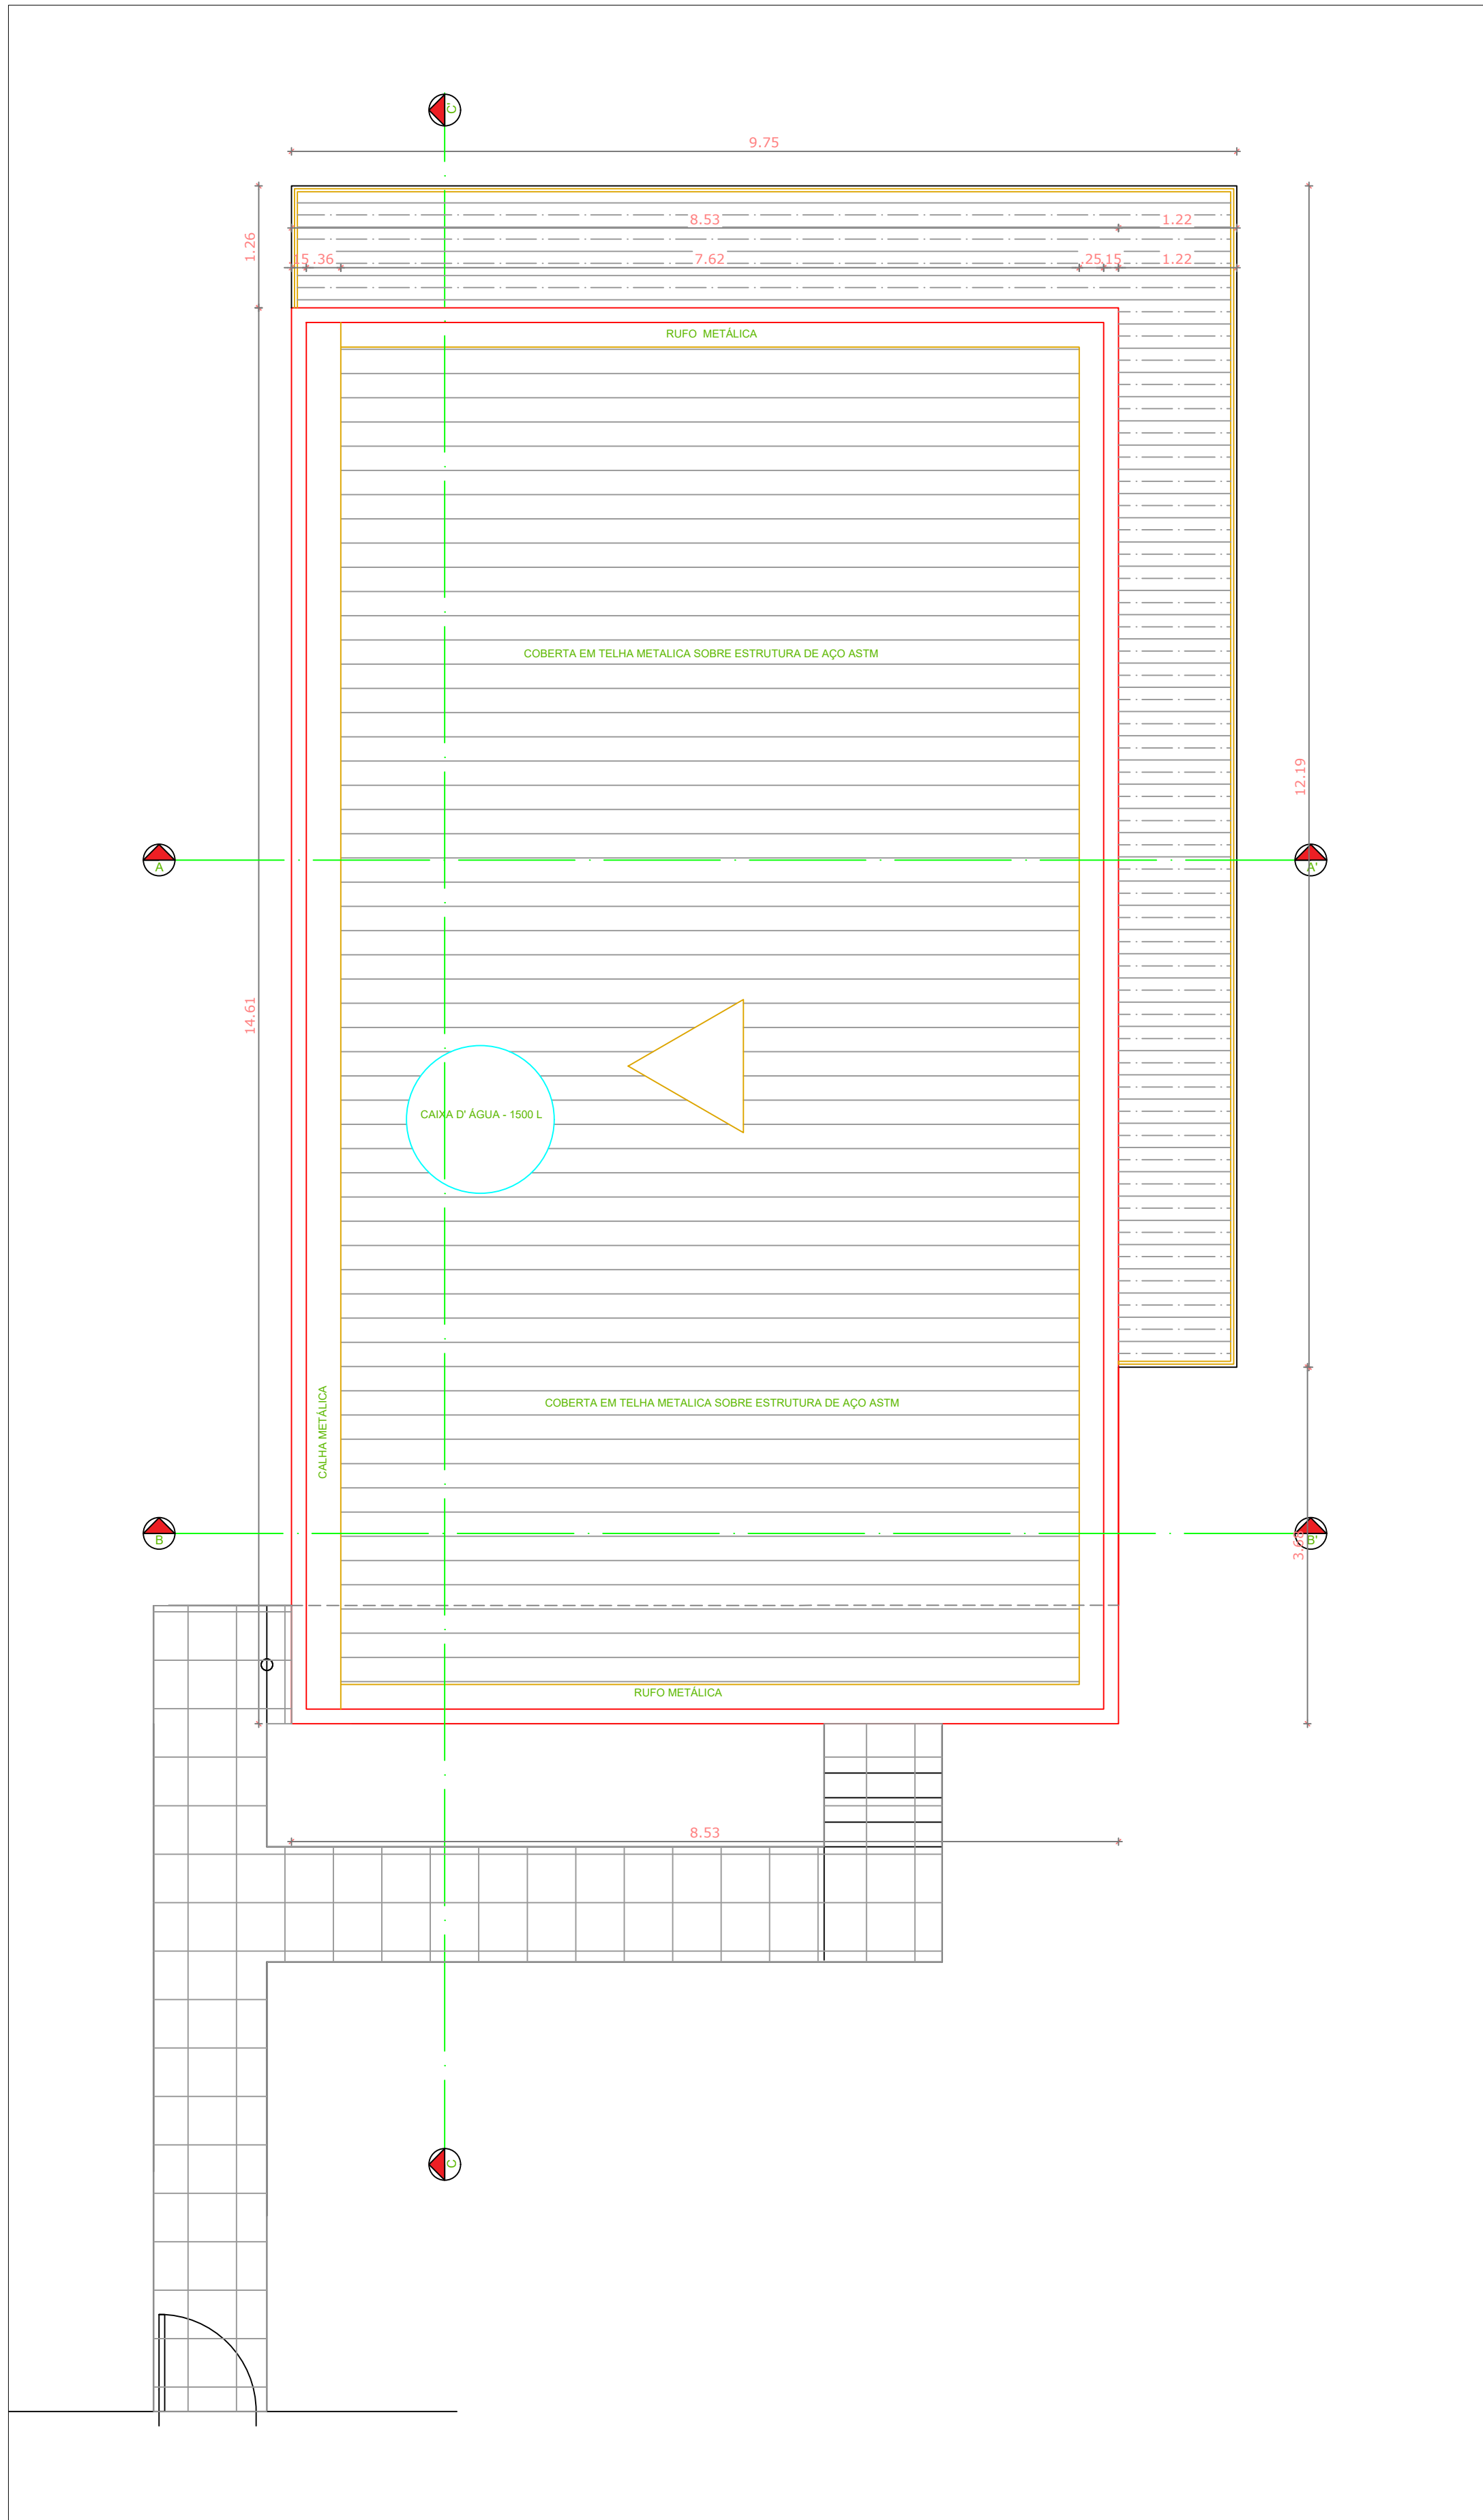 C'
9.75
8.53 1.22
1.26
.15 .36 7.62 .25 .15 1.22
RUFO METÁLICA
COBERTA EM TELHA METALICA SOBRE ESTRUTURA DE AÇO ASTM
12.19
A A'
14.61
CAIXA D' ÁGUA - 1500 L
CALHA METÁLICA
COBERTA EM TELHA METALICA SOBRE ESTRUTURA DE AÇO ASTM
B B'
RUFO METÁLICA
8.53
C